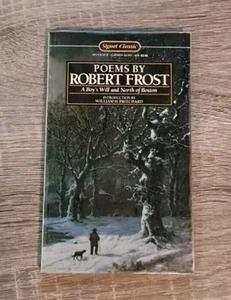 Signet Classic
POEMS BY
ROBERT FROST
A Boy's Will and North of Boston
INTRODUCTION BY
WILLIAM H. PRITCHARD